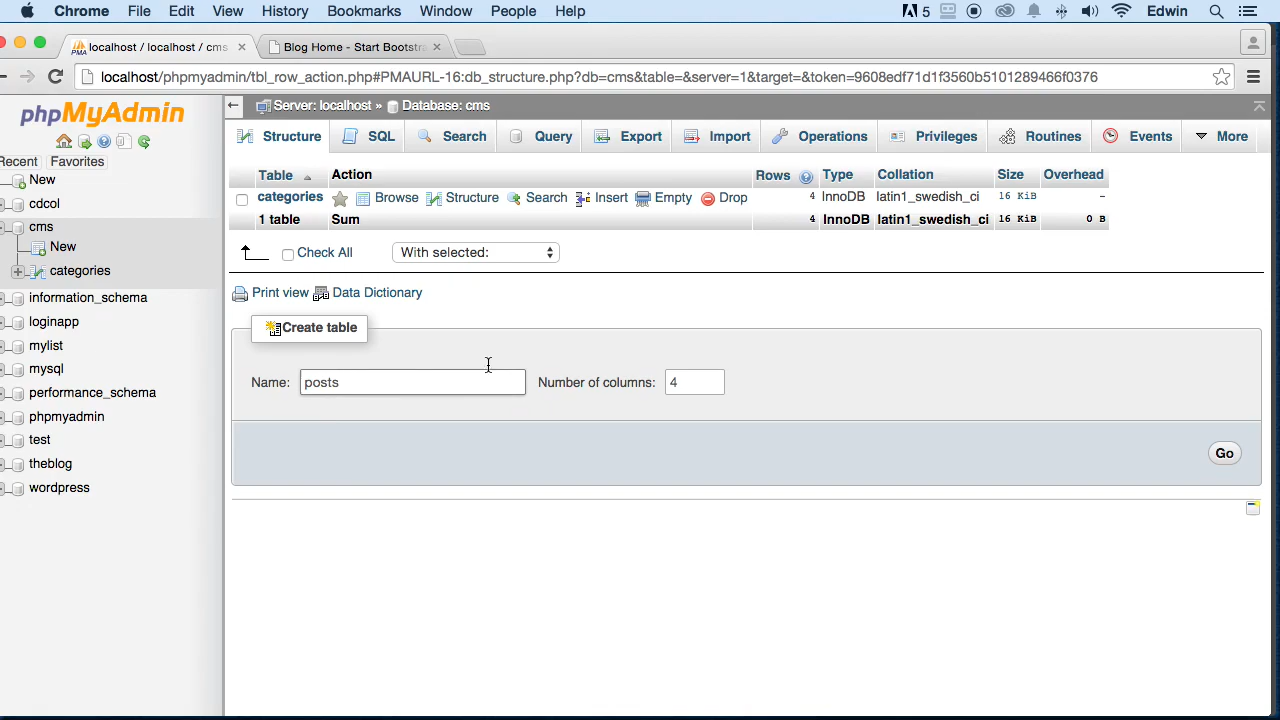 Chrome File Edit View History Bookmarks Window People Help 5 Edwin
localhost / localhost / cms Blog Home - Start Bootstra
localhost/phpmyadmin/tbl_row_action.php#PMAURL-16:db_structure.php?db=cms&table=&server=1&target=&token=9608edf71d1f3560b5101289466f0376
phpMyAdmin
Recent Favorites
New
cdcol
cms
New
categories
information_schema
loginapp
mylist
mysql
performance_schema
phpmyadmin
test
theblog
wordpress
Server: localhost » Database: cms
Structure SQL Search Query Export Import Operations Privileges Routines Events More
Table Action Rows Type Collation Size Overhead
categories Browse Structure Search Insert Empty Drop 4 InnoDB latin1_swedish_ci 16 KiB -
1 table Sum 4 InnoDB latin1_swedish_ci 16 KiB 0 B
Check All With selected:
Print view Data Dictionary
Create table
Name: posts Number of columns: 4
Go